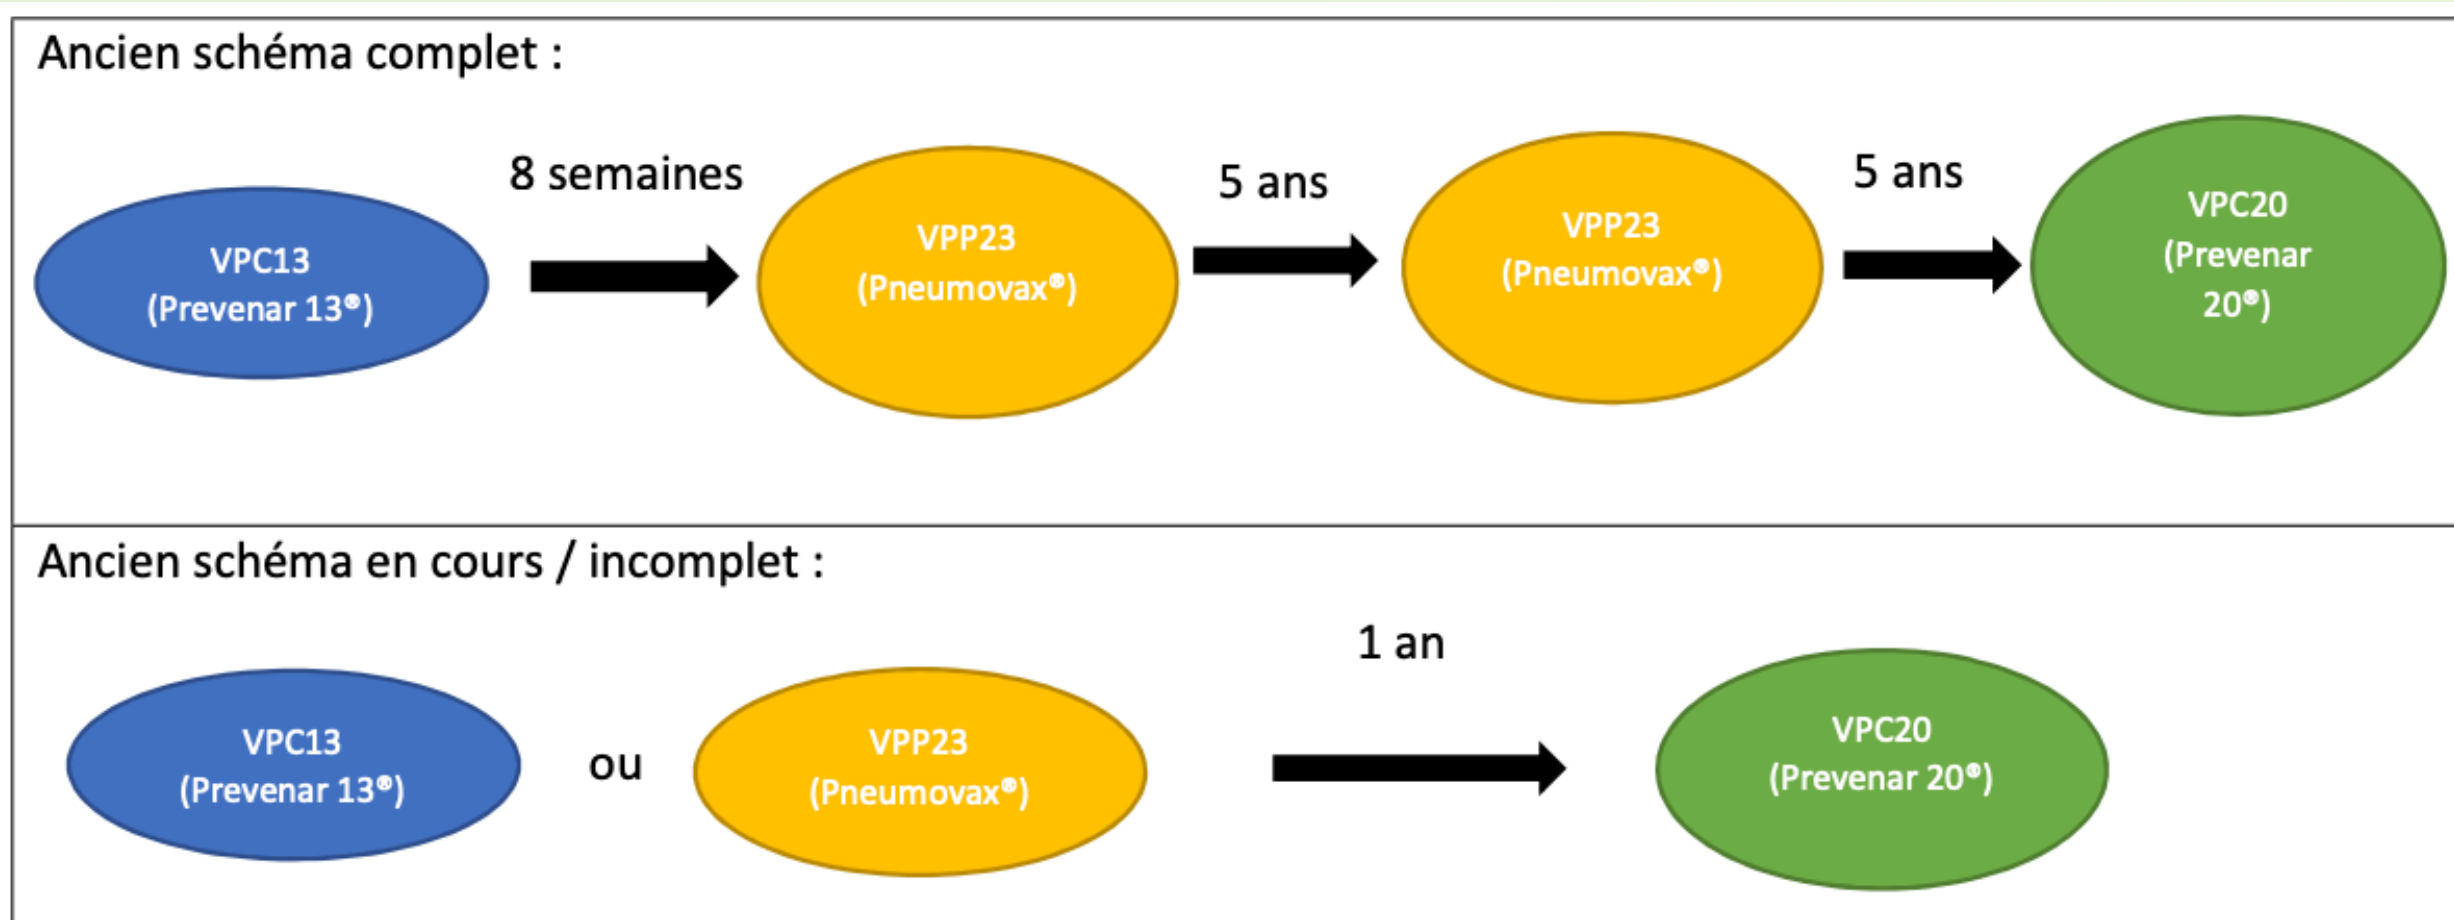 Ancien schéma complet :
8 semaines
5 ans
5 ans
VPC13
(Prevenar 13®)
VPP23
(Pneumovax®)
VPP23
(Pneumovax®)
VPC20
(Prevenar
20®)
Ancien schéma en cours / incomplet :
1 an
VPC13
(Prevenar 13®)
ou
VPP23
(Pneumovax®)
VPC20
(Prevenar 20®)